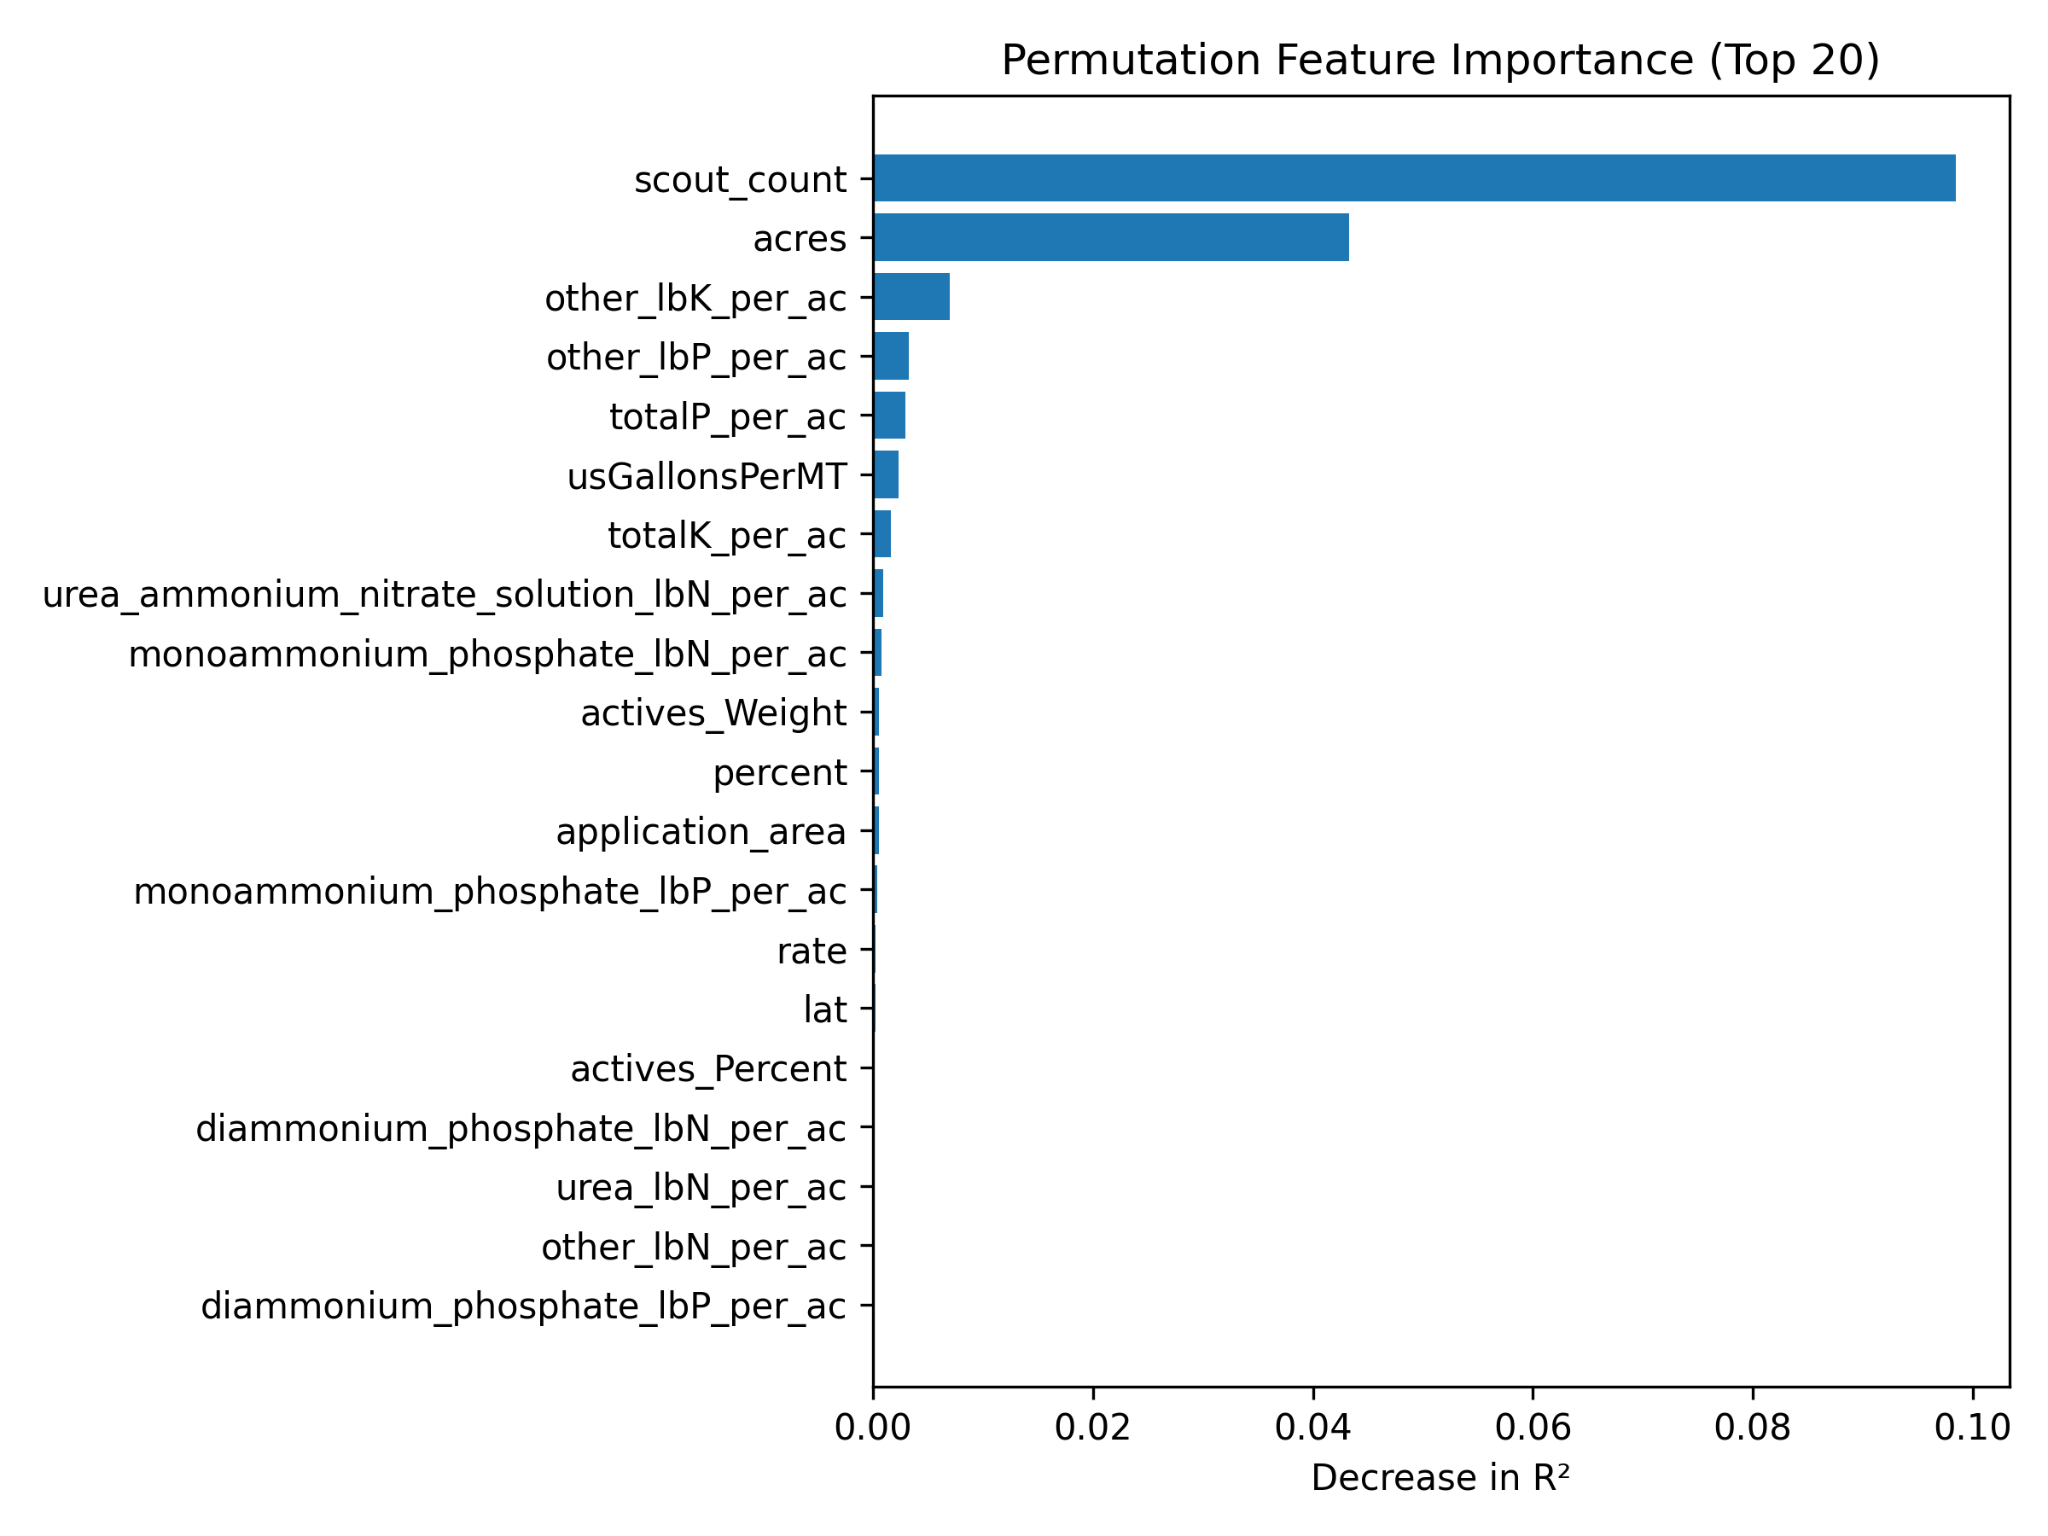 Permutation Feature Importance (Top 20)
scout_count
acres
other_lbK_per_ac
other_lbP_per_ac
totalP_per_ac
usGallonsPerMT
totalK_per_ac
urea_ammonium_nitrate_solution_lbN_per_ac
monoammonium_phosphate_lbN_per_ac
actives_Weight
percent
application_area
monoammonium_phosphate_lbP_per_ac
rate
lat
actives_Percent
diammonium_phosphate_lbN_per_ac
urea_lbN_per_ac
other_lbN_per_ac
diammonium_phosphate_lbP_per_ac
0.00 0.02 0.04 0.06 0.08 0.10
Decrease in R²